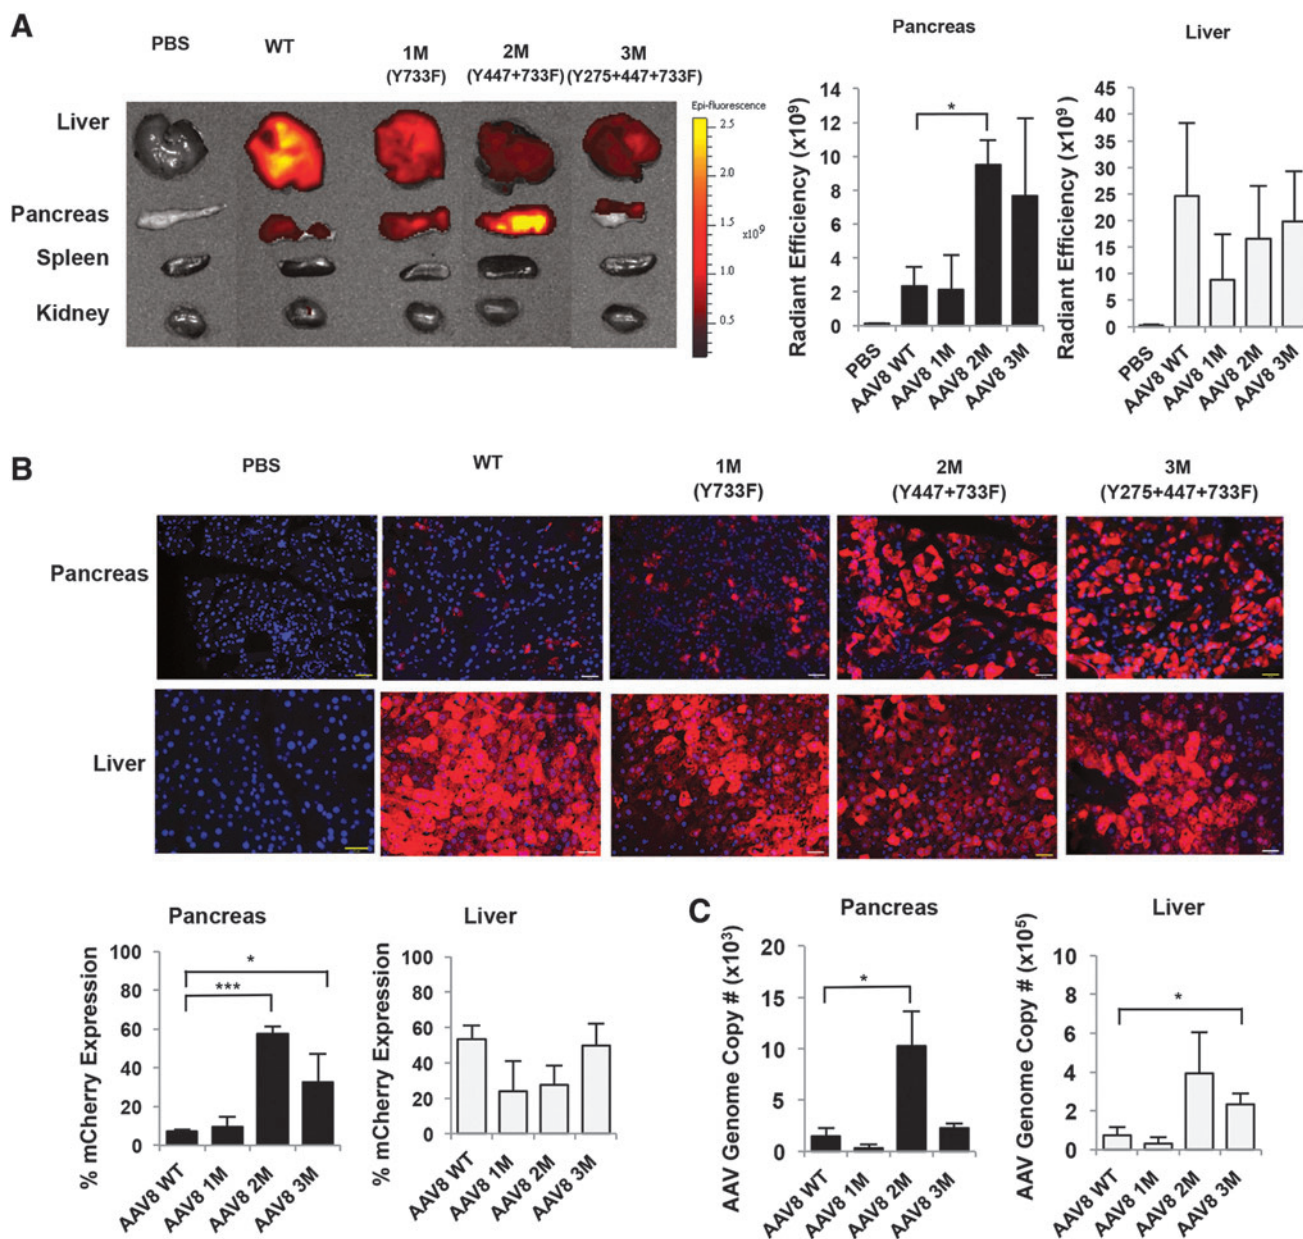 A
PBS
WT
1M
(Y733F)
2M
(Y447+733F)
3M
(Y275+447+733F)
Liver
Pancreas
Spleen
Kidney
Epi-fluorescence
2.5
2.0
1.5
x10⁹
1.0
0.5
Pancreas
Radiant Efficiency (x10⁹)
14
12
10
8
6
4
2
0
PBS
AAV8 WT
AAV8 1M
AAV8 2M
AAV8 3M
*
Liver
Radiant Efficiency (x10⁹)
45
40
35
30
25
20
15
10
5
0
PBS
AAV8 WT
AAV8 1M
AAV8 2M
AAV8 3M
B
PBS
WT
1M
(Y733F)
2M
(Y447+733F)
3M
(Y275+447+733F)
Pancreas
Liver
Pancreas
% mCherry Expression
100
80
60
40
20
0
*
***
AAV8 WT
AAV8 1M
AAV8 2M
AAV8 3M
Liver
% mCherry Expression
100
80
60
40
20
0
AAV8 WT
AAV8 1M
AAV8 2M
AAV8 3M
C
Pancreas
AAV Genome Copy # (x10³)
20
15
10
5
0
*
AAV8 WT
AAV8 1M
AAV8 2M
AAV8 3M
Liver
AAV Genome Copy # (x10⁵)
10
8
6
4
2
0
*
AAV8 WT
AAV8 1M
AAV8 2M
AAV8 3M